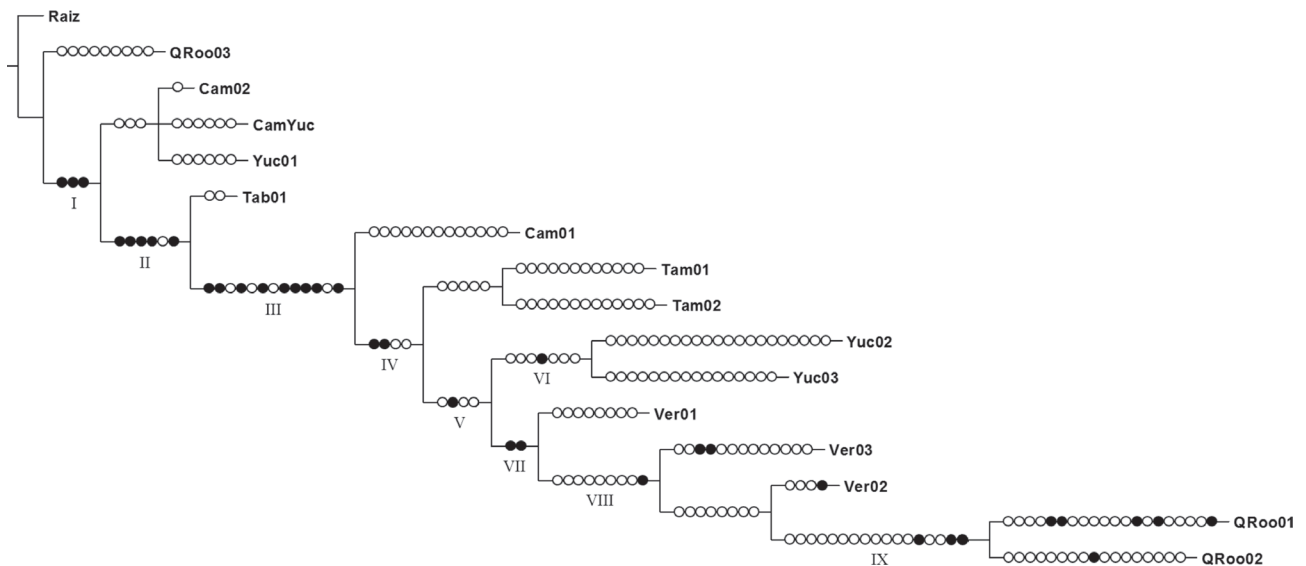 Raiz
QRoo03
Cam02
CamYuc
Yuc01
I
Tab01
II
Cam01
Tam01
III
Tam02
Yuc02
IV
Yuc03
VI
Ver01
V
Ver03
VII
Ver02
VIII
QRoo01
IX
QRoo02